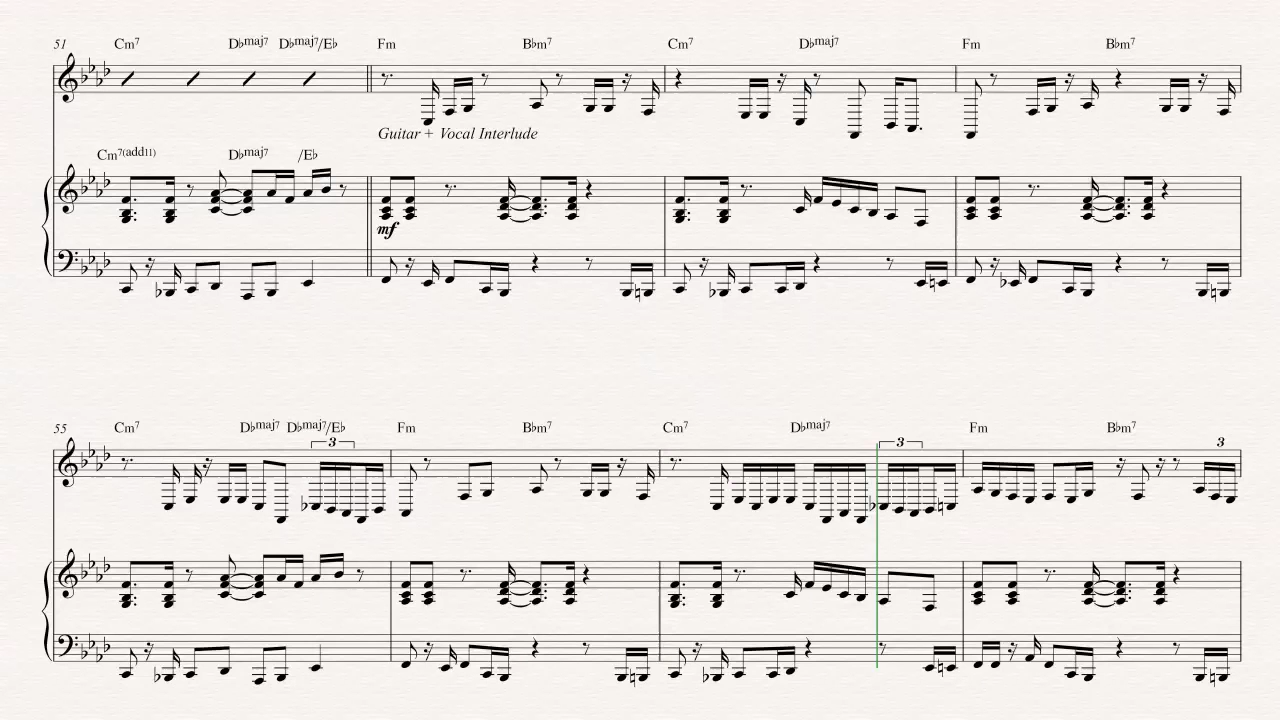 51 Cm7 D♭maj7 D♭maj7/E♭ Fm B♭m7 Cm7 D♭maj7 Fm B♭m7
Guitar + Vocal Interlude
Cm7(add11) D♭maj7 /E♭
mf
55 Cm7 D♭maj7 D♭maj7/E♭ Fm B♭m7 Cm7 D♭maj7 Fm B♭m7
3 3 3